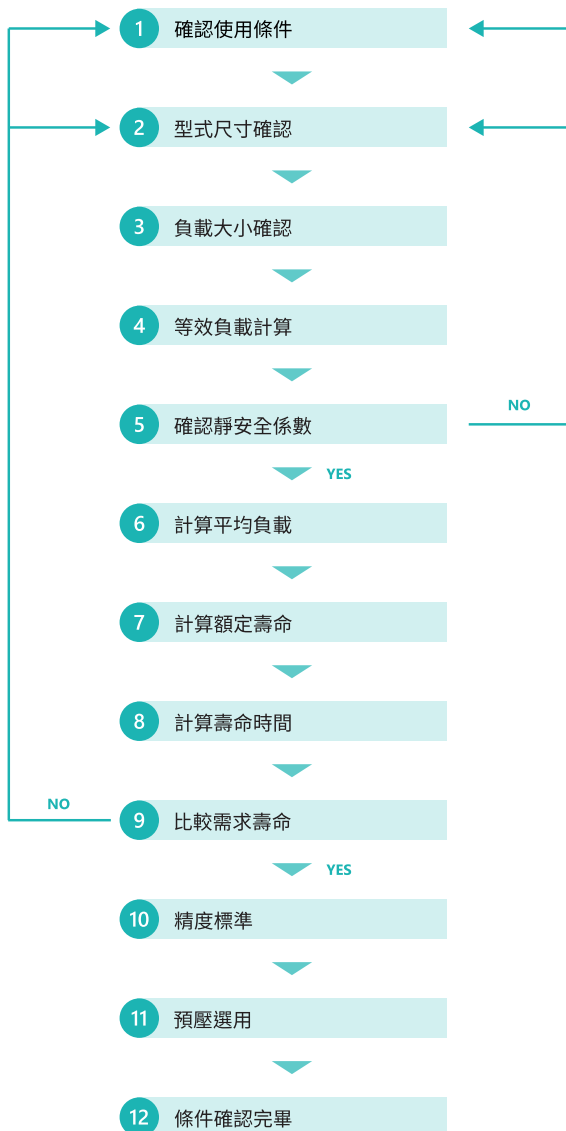 1 確認使用條件
2 型式尺寸確認
3 負載大小確認
4 等效負載計算
NO
5 確認靜安全係數
YES
6 計算平均負載
7 計算額定壽命
8 計算壽命時間
NO
9 比較需求壽命
YES
10 精度標準
11 預壓選用
12 條件確認完畢